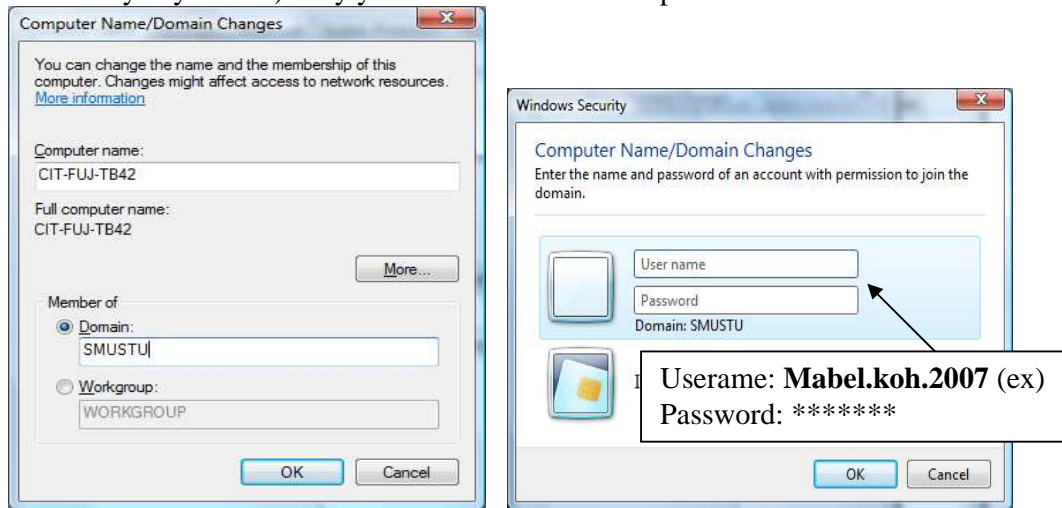 Computer Name/Domain Changes
You can change the name and the membership of this
computer. Changes might affect access to network resources.
More information
Computer name:
CIT-FUJ-TB42
Full computer name:
CIT-FUJ-TB42
More...
Member of
Domain:
SMUSTU
Workgroup:
WORKGROUP
OK Cancel
Windows Security
Computer Name/Domain Changes
Enter the name and password of an account with permission to join the
domain.
User name
Password
Domain: SMUSTU
Userame: Mabel.koh.2007 (ex)
Password: *******
OK Cancel